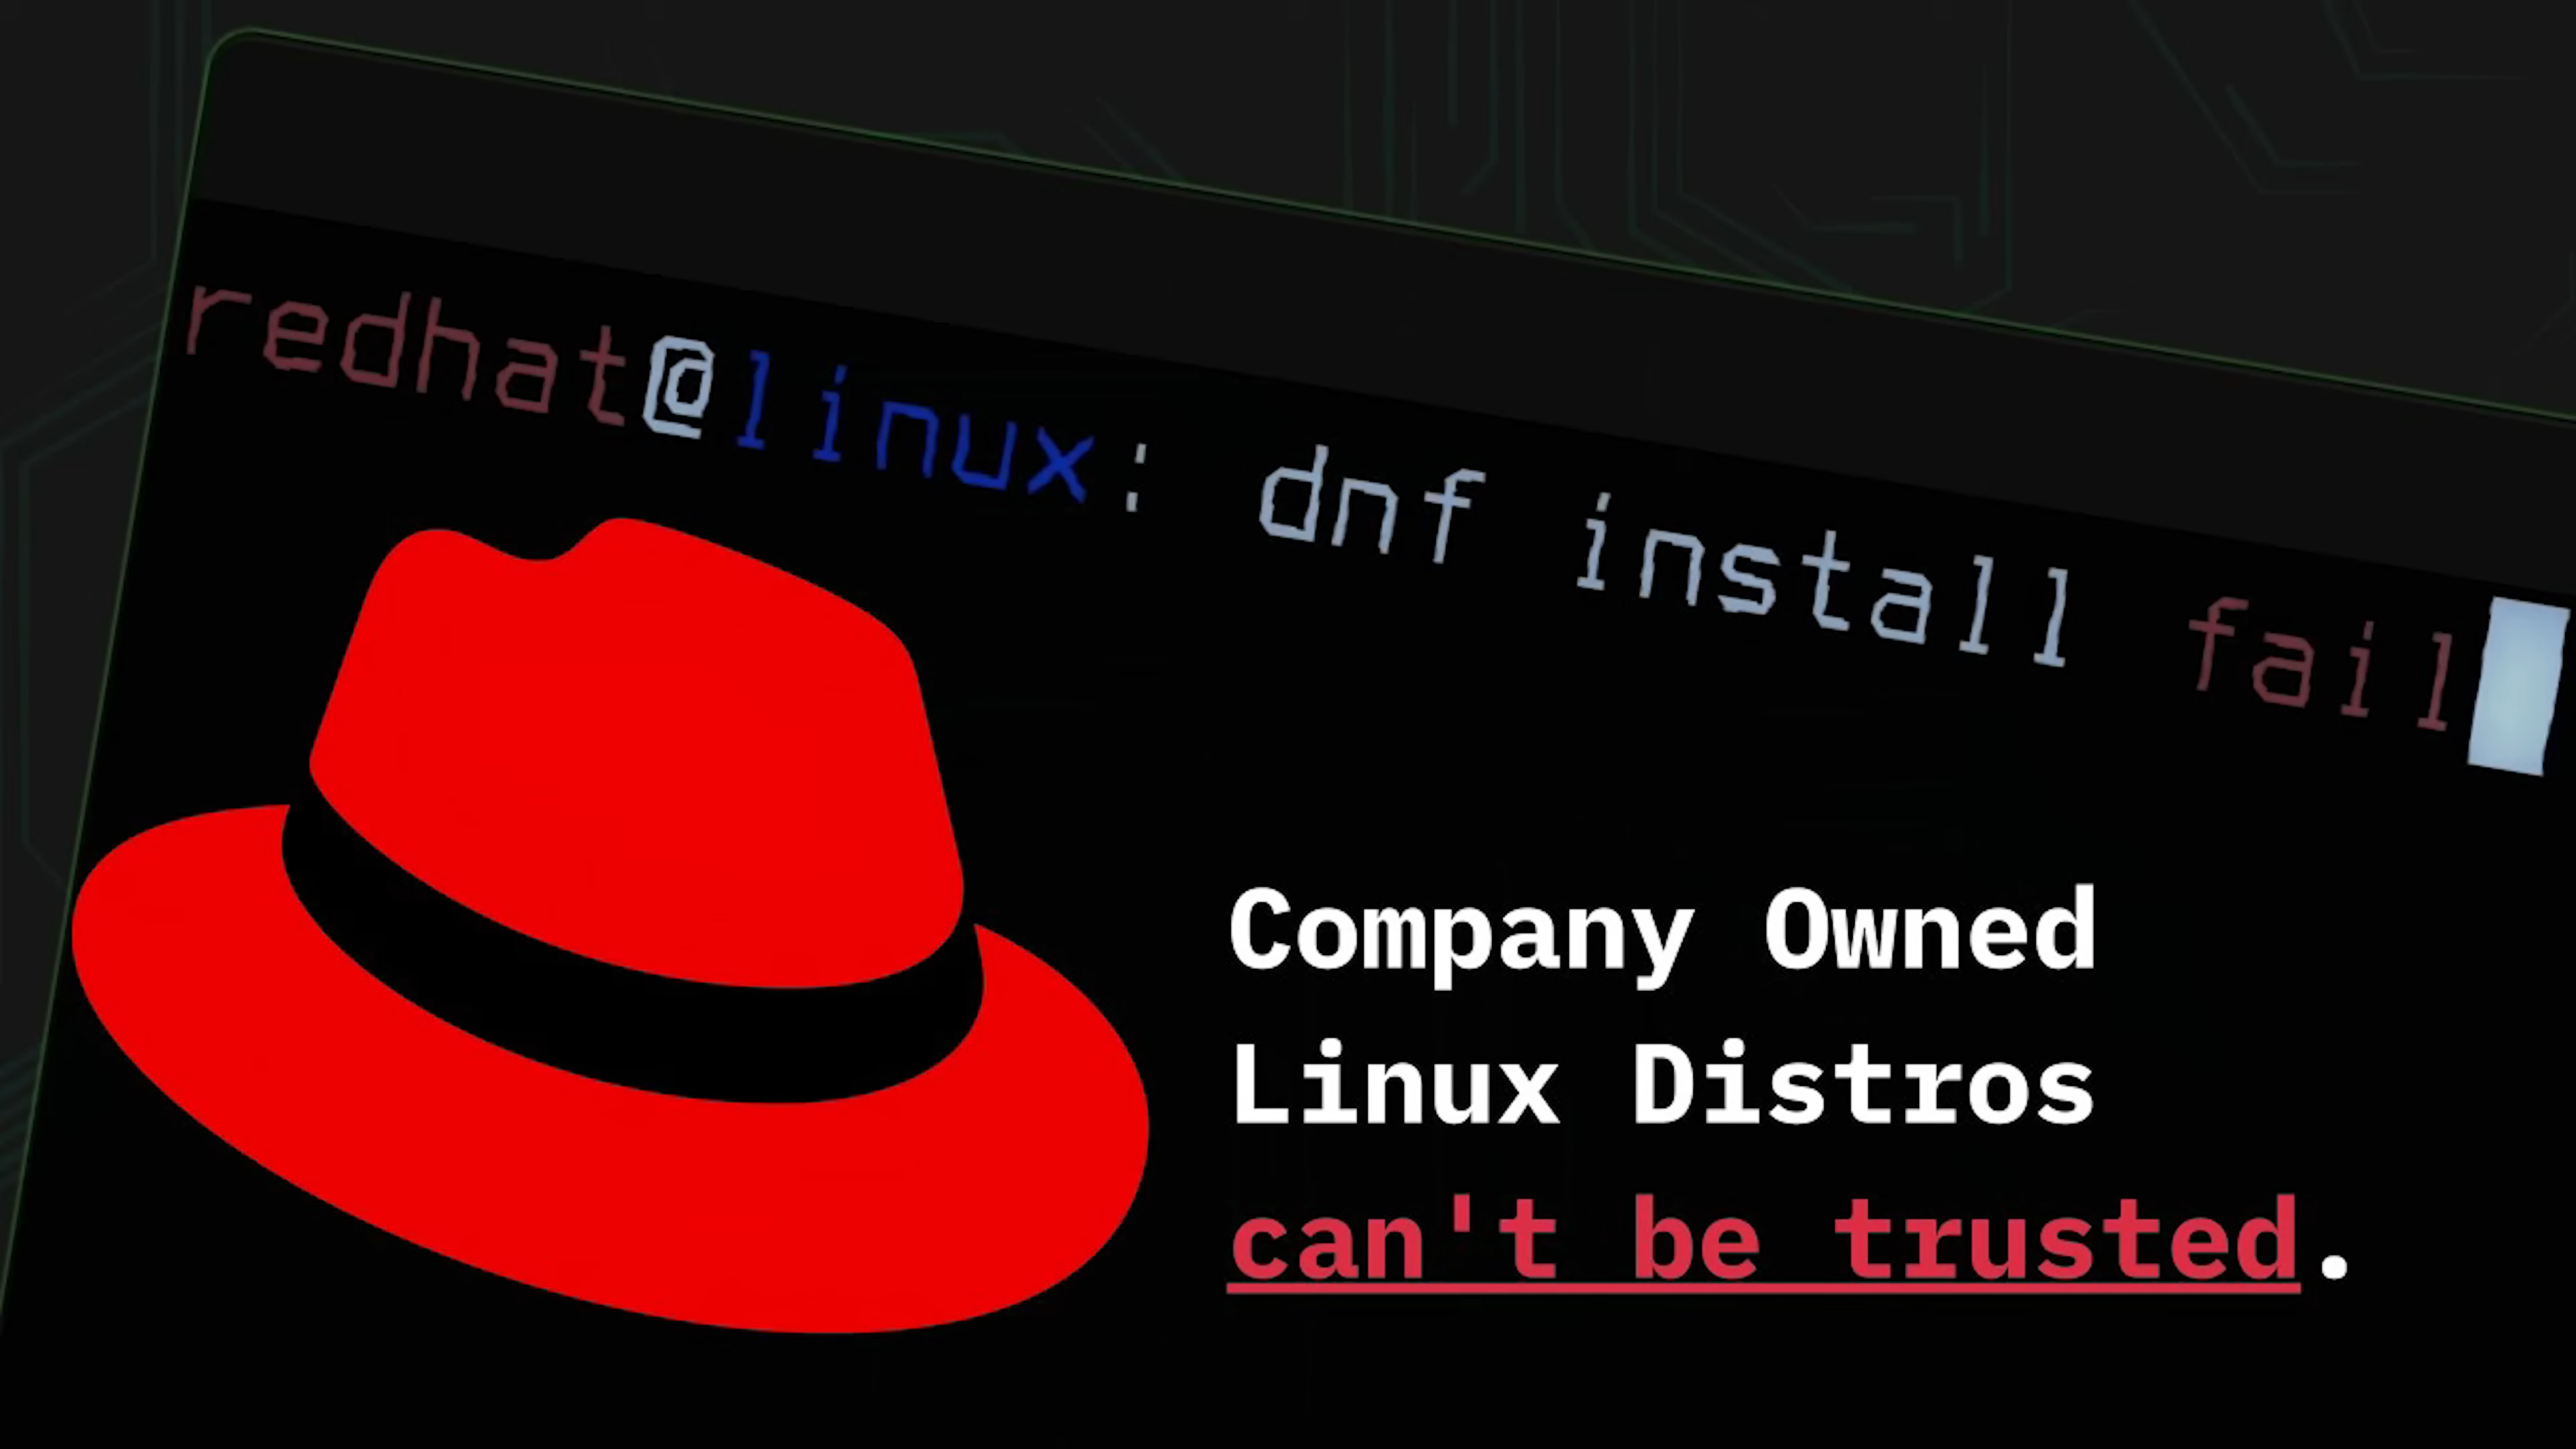 redhat@linux: dnf install fail
Company Owned
Linux Distros
can't be trusted.